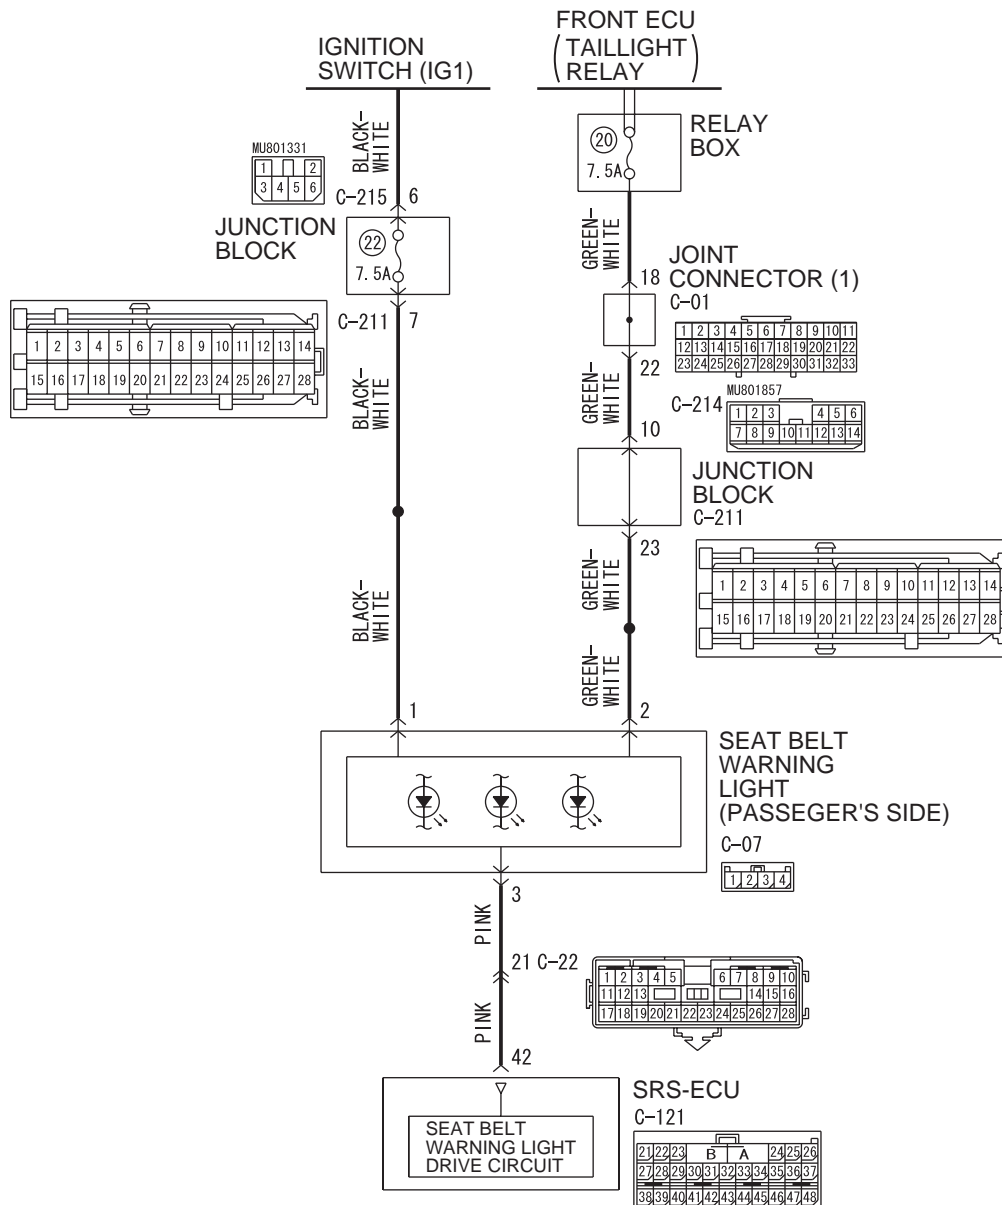 IGNITION
SWITCH (IG1)
FRONT ECU
(TAILLIGHT
RELAY)
BLACK-
WHITE
MU801331
1 2
3 4 5 6
C-215 6
JUNCTION
BLOCK
22
7.5A
C-211 7
1 2 3 4 5 6 7 8 9 10 11 12 13 14
15 16 17 18 19 20 21 22 23 24 25 26 27 28
BLACK-
WHITE
BLACK-
WHITE
1
20
7.5A
RELAY
BOX
GREEN-
WHITE
18
JOINT
CONNECTOR (1)
C-01
1 2 3 4 5 6 7 8 9 10 11
12 13 14 15 16 17 18 19 20 21 22
23 24 25 26 27 28 29 30 31 32 33
22
GREEN-
WHITE
MU801857
C-214
1 2 3 4 5 6
7 8 9 10 11 12 13 14
10
JUNCTION
BLOCK
C-211
23
1 2 3 4 5 6 7 8 9 10 11 12 13 14
15 16 17 18 19 20 21 22 23 24 25 26 27 28
GREEN-
WHITE
GREEN-
WHITE
2
SEAT BELT
WARNING
LIGHT
(PASSEGER'S SIDE)
C-07
1 2 3 4
3
PINK
21 C-22
1 2 3 4 5 6 7 8 9 10
11 12 13 14 15 16
17 18 19 20 21 22 23 24 25 26 27 28
PINK
42
SRS-ECU
C-121
SEAT BELT
WARNING LIGHT
DRIVE CIRCUIT
21 22 23 B A 24 25 26
27 28 29 30 31 32 33 34 35 36 37
38 39 40 41 42 43 44 45 46 47 48